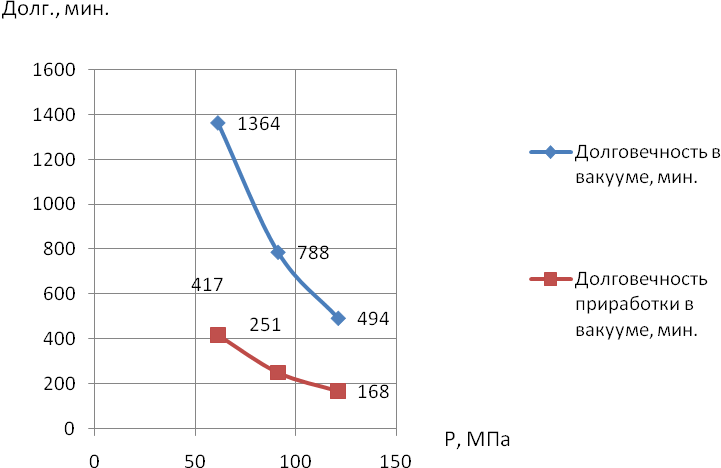 Долг., мин.
1600
1400
1200
1000
800
600
400
200
0
0 50 100 150
1364
788
494
417
251
168
Р, МПа
Долговечность в
вакууме, мин.
Долговечность
приработки в
вакууме, мин.